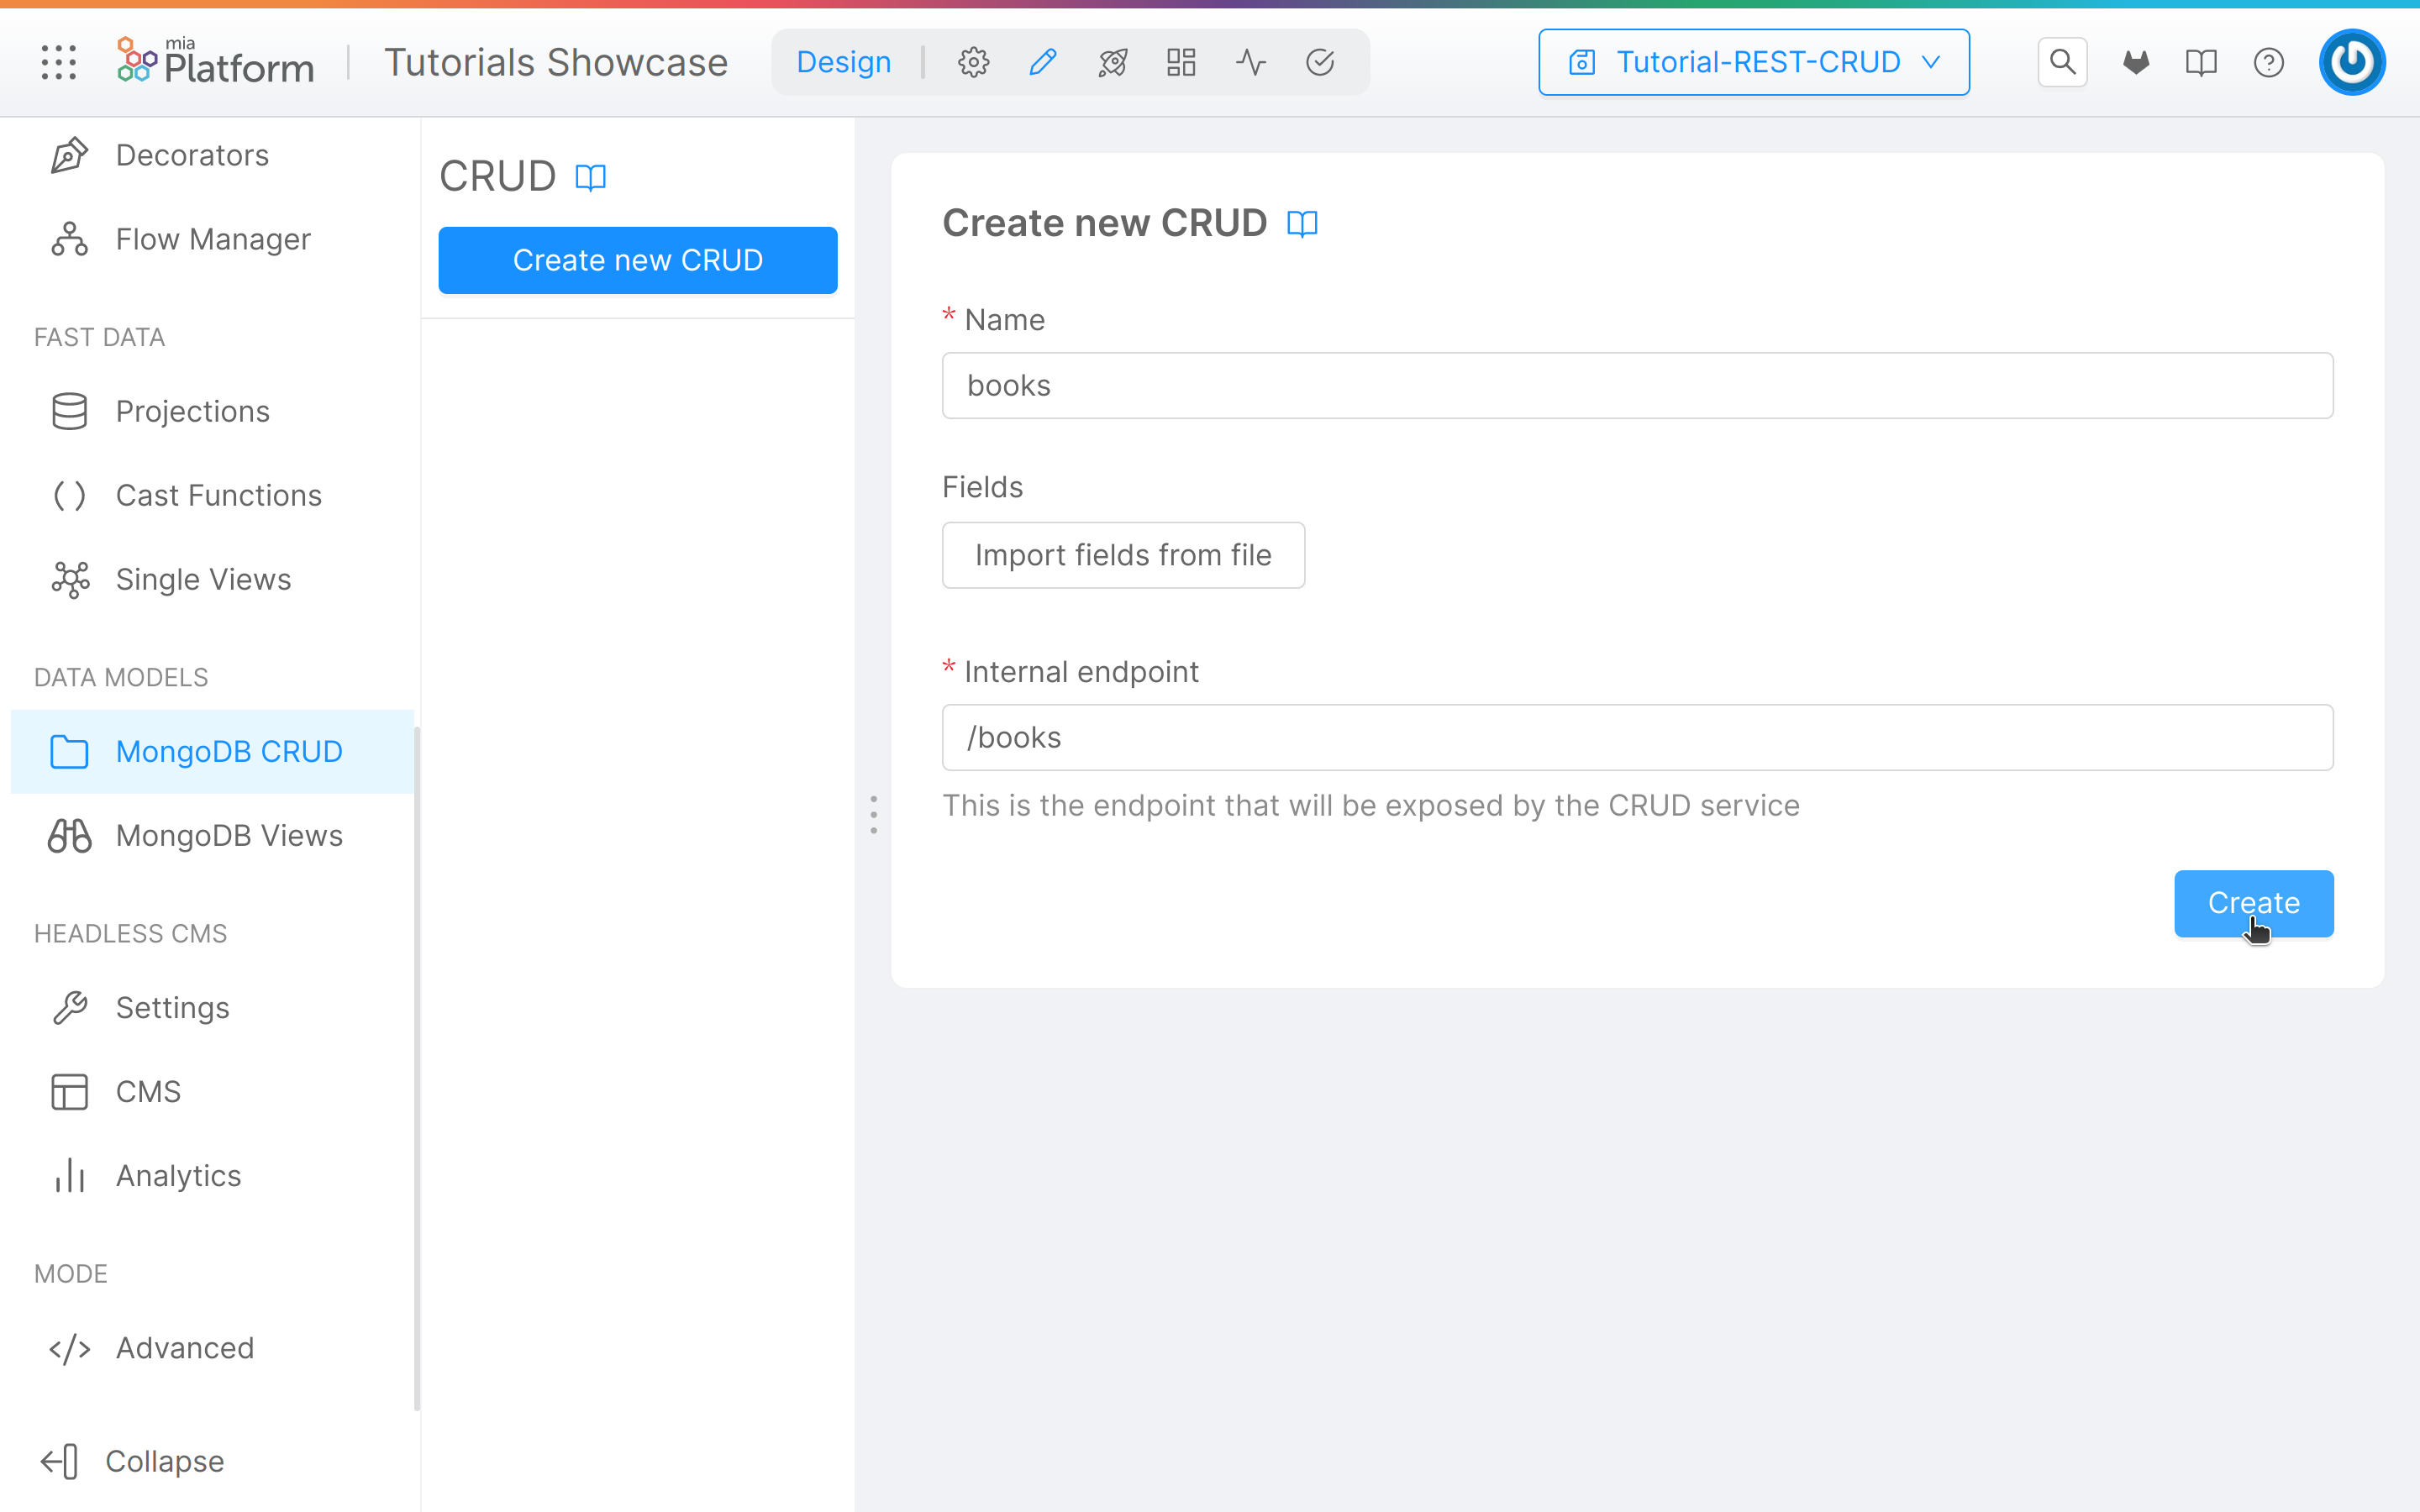 mia
Platform
Tutorials Showcase
Design
Tutorial-REST-CRUD
Decorators
Flow Manager
FAST DATA
Projections
Cast Functions
Single Views
DATA MODELS
MongoDB CRUD
MongoDB Views
HEADLESS CMS
Settings
CMS
Analytics
MODE
Advanced
Collapse
CRUD
Create new CRUD
Create new CRUD
* Name
books
Fields
Import fields from file
* Internal endpoint
/books
This is the endpoint that will be exposed by the CRUD service
Create